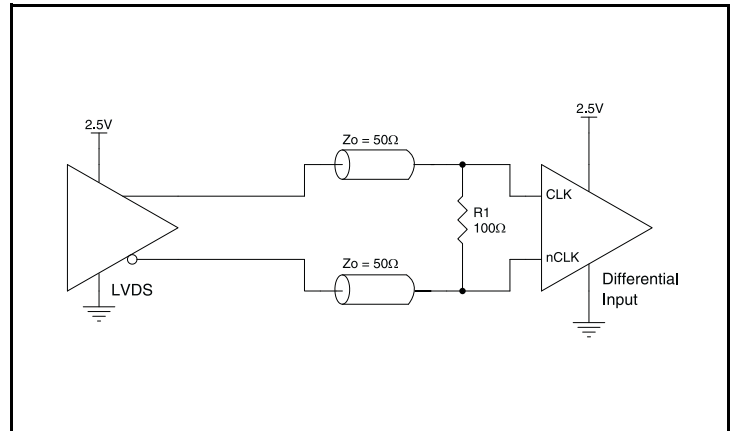 2.5V
LVDS
Zo = 50Ω
Zo = 50Ω
R1
100Ω
2.5V
CLK
nCLK
Differential
Input